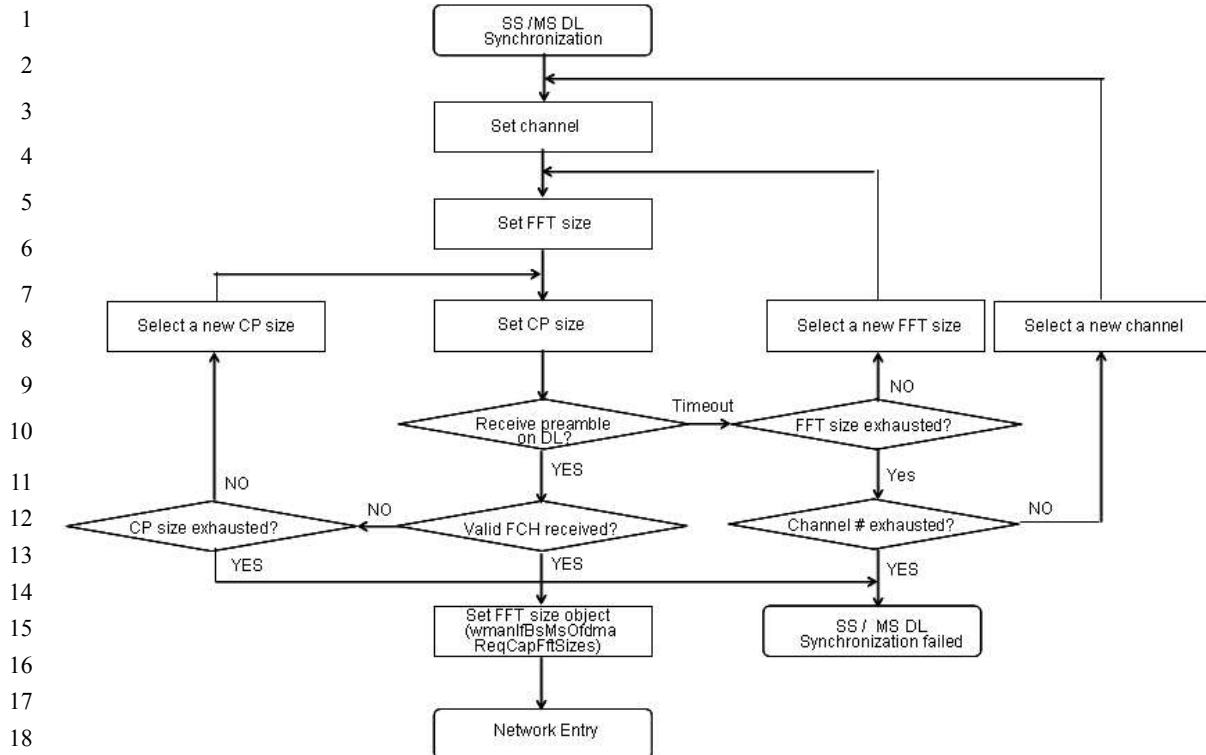 1
SS /MS DL
Synchronization
2
3
Set channel
4
5
Set FFT size
6
7
Select a new CP size
Set CP size
Select a new FFT size
Select a new channel
8
9
Timeout
NO
10
Receive preamble
on DL?
FFT size exhausted?
11
NO
YES
Yes
12
CP size exhausted?
NO
Valid FCH received?
Channel # exhausted?
NO
13
YES
YES
YES
14
15
Set FFT size object
(wmanIfBsMsOfdma
ReqCapFftSizes)
SS / MS DL
Synchronization failed
16
17
18
Network Entry